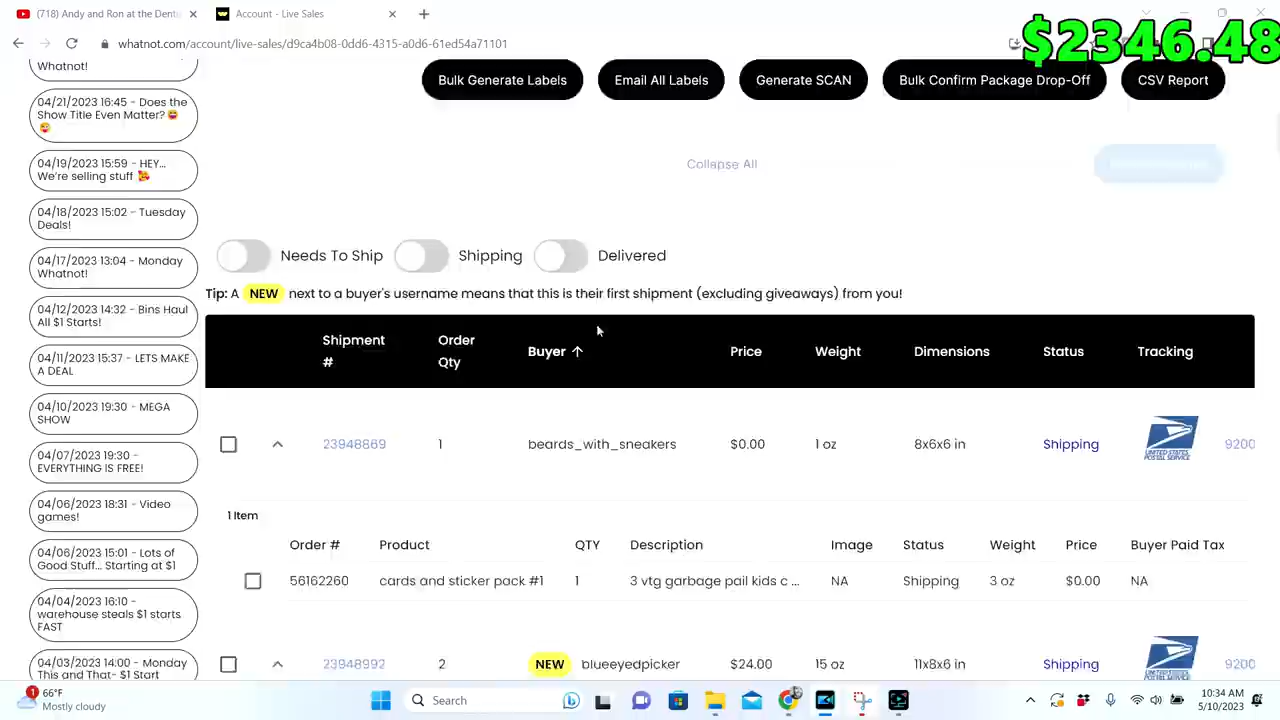 (718) Andy and Ron at the Dentu
Account - Live Sales
whatnot.com/account/live-sales/d9ca4b08-0dd6-4315-a0d6-61ed54a71101
$2346.48
Bulk Generate Labels
Email All Labels
Generate SCAN
Bulk Confirm Package Drop-Off
CSV Report
Whatnot!
04/21/2023 16:45 - Does the
Show Title Even Matter? 😜
😜
04/19/2023 15:59 - HEY...
We're selling stuff 🥰
04/18/2023 15:02 - Tuesday
Deals!
04/17/2023 13:04 - Monday
Whatnot!
04/12/2023 14:32 - Bins Haul
All $1 Starts!
04/11/2023 15:37 - LETS MAKE
A DEAL
04/10/2023 19:30 - MEGA
SHOW
04/07/2023 19:30 -
EVERYTHING IS FREE!
04/06/2023 18:31 - Video
games!
04/06/2023 15:01 - Lots of
Good Stuff... Starting at $1
04/04/2023 16:10 -
warehouse steals $1 starts
FAST
04/03/2023 14:00 - Monday
This and That- $1 Start
Collapse All
Needs To Ship
Shipping
Delivered
Tip: A NEW next to a buyer's username means that this is their first shipment (excluding giveaways) from you!
Shipment # Order Qty Buyer ↑ Price Weight Dimensions Status Tracking
23948869 1 beards_with_sneakers $0.00 1 oz 8x6x6 in Shipping UNITED STATES POSTAL SERVICE 9200
1 Item
Order # Product QTY Description Image Status Weight Price Buyer Paid Tax
56162260 cards and sticker pack #1 1 3 vtg garbage pail kids c ... NA Shipping 3 oz $0.00 NA
23948992 2 NEW blueeyedpicker $24.00 15 oz 11x8x6 in Shipping UNITED STATES POSTAL SERVICE 9200
1
66°F
Mostly cloudy
Search
10:34 AM
5/10/2023